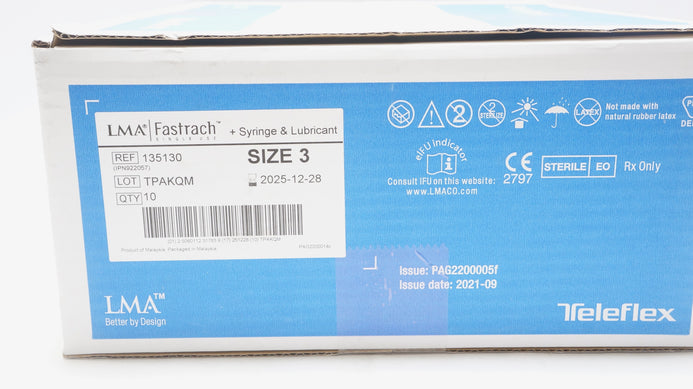 LMA® Fastrach™ + Syringe & Lubricant
SINGLE USE
REF 135130 SIZE 3
(IPN922057)
LOT TPAKQM 2025-12-28
QTY 10
Product of Malaysia. Packaged in Malaysia.
LMA™
Better by Design
2
2
STERILIZE
LATEX
Not made with
natural rubber latex
eIFU indicator
Consult IFU on this website:
www.LMACO.com
CE
2797
STERILE EO
Rx Only
Issue: PAG2200005f
Issue date: 2021-09
Teleflex